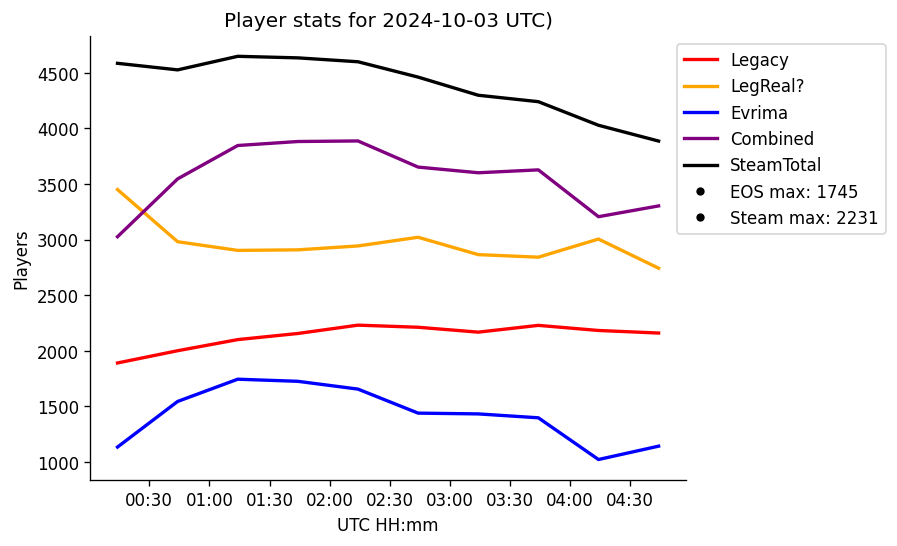 Player stats for 2024-10-03 UTC)
Players
4500
4000
3500
3000
2500
2000
1500
1000
00:30 01:00 01:30 02:00 02:30 03:00 03:30 04:00 04:30
UTC HH:mm
Legacy
LegReal?
Evrima
Combined
SteamTotal
EOS max: 1745
Steam max: 2231